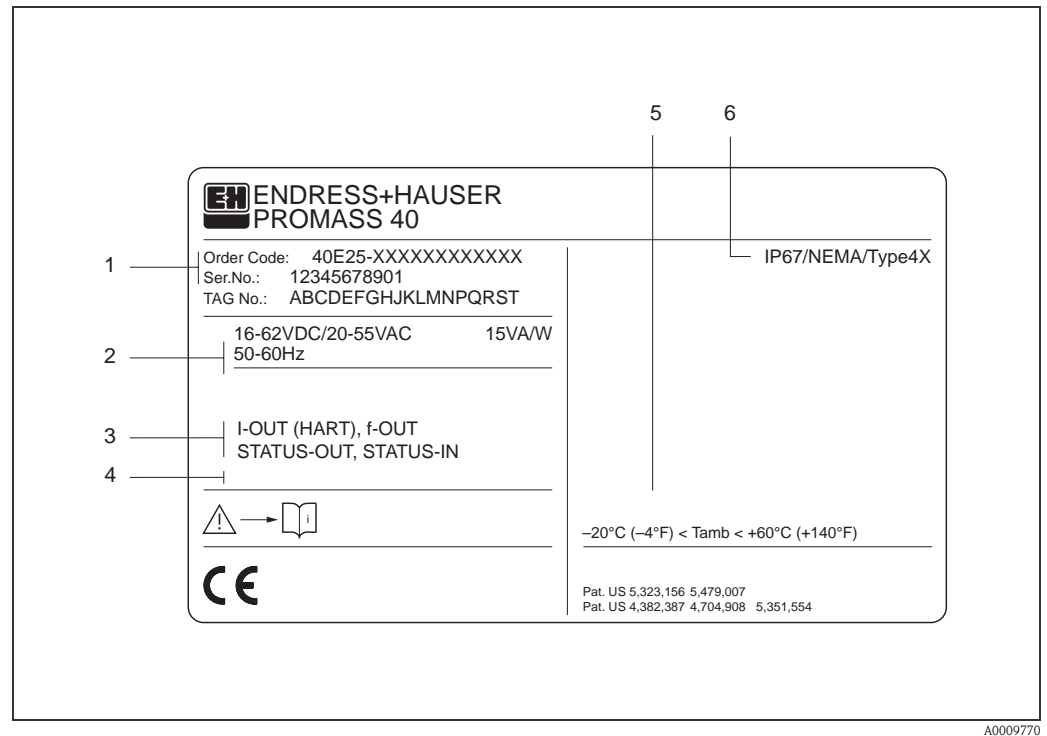 5 6
E+H ENDRESS+HAUSER
PROMASS 40
1
Order Code: 40E25-XXXXXXXXXXXX
Ser.No.: 12345678901
TAG No.: ABCDEFGHJKLMNPQRST
2
16-62VDC/20-55VAC 15VA/W
50-60Hz
3
I-OUT (HART), f-OUT
STATUS-OUT, STATUS-IN
4
i
CE
IP67/NEMA/Type4X
–20°C (–4°F) < Tamb < +60°C (+140°F)
Pat. US 5,323,156 5,479,007
Pat. US 4,382,387 4,704,908 5,351,554
A0009770